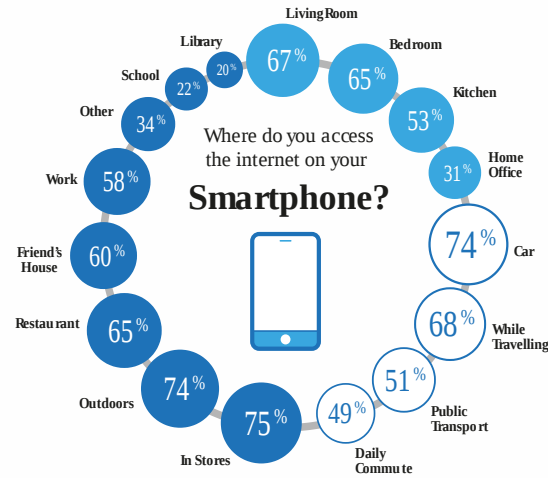 Where do you access
the internet on your
Smartphone?
Living Room
67%
Bedroom
65%
Kitchen
53%
Home
Office
31%
Car
74%
While
Travelling
68%
Public
Transport
51%
Daily
Commute
49%
In Stores
75%
Outdoors
74%
Restaurant
65%
Friend's
House
60%
Work
58%
Other
34%
School
22%
Library
20%